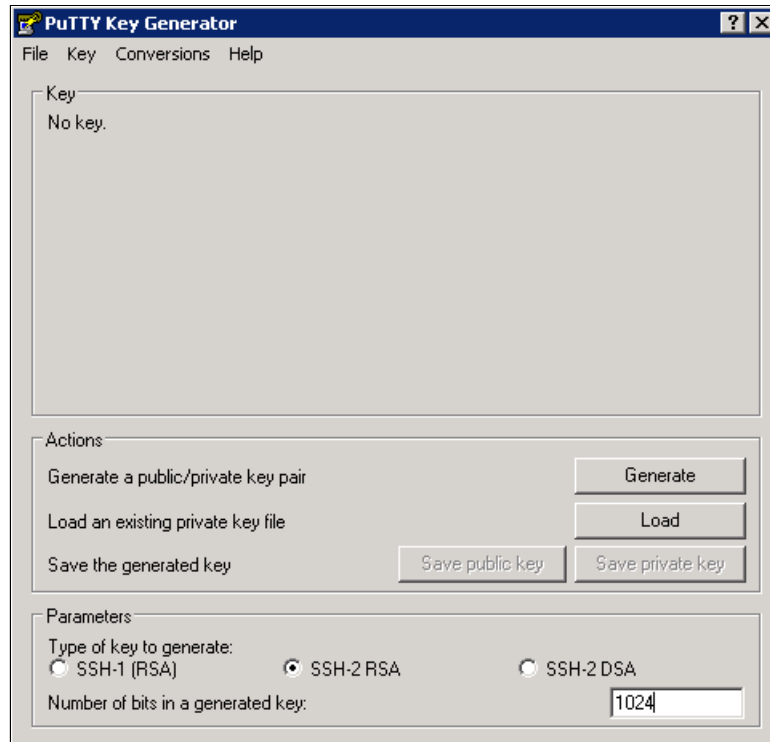 PuTTY Key Generator
File Key Conversions Help
Key
No key.
Actions
Generate a public/private key pair Generate
Load an existing private key file Load
Save the generated key Save public key Save private key
Parameters
Type of key to generate:
SSH-1 (RSA) SSH-2 RSA SSH-2 DSA
Number of bits in a generated key: 1024